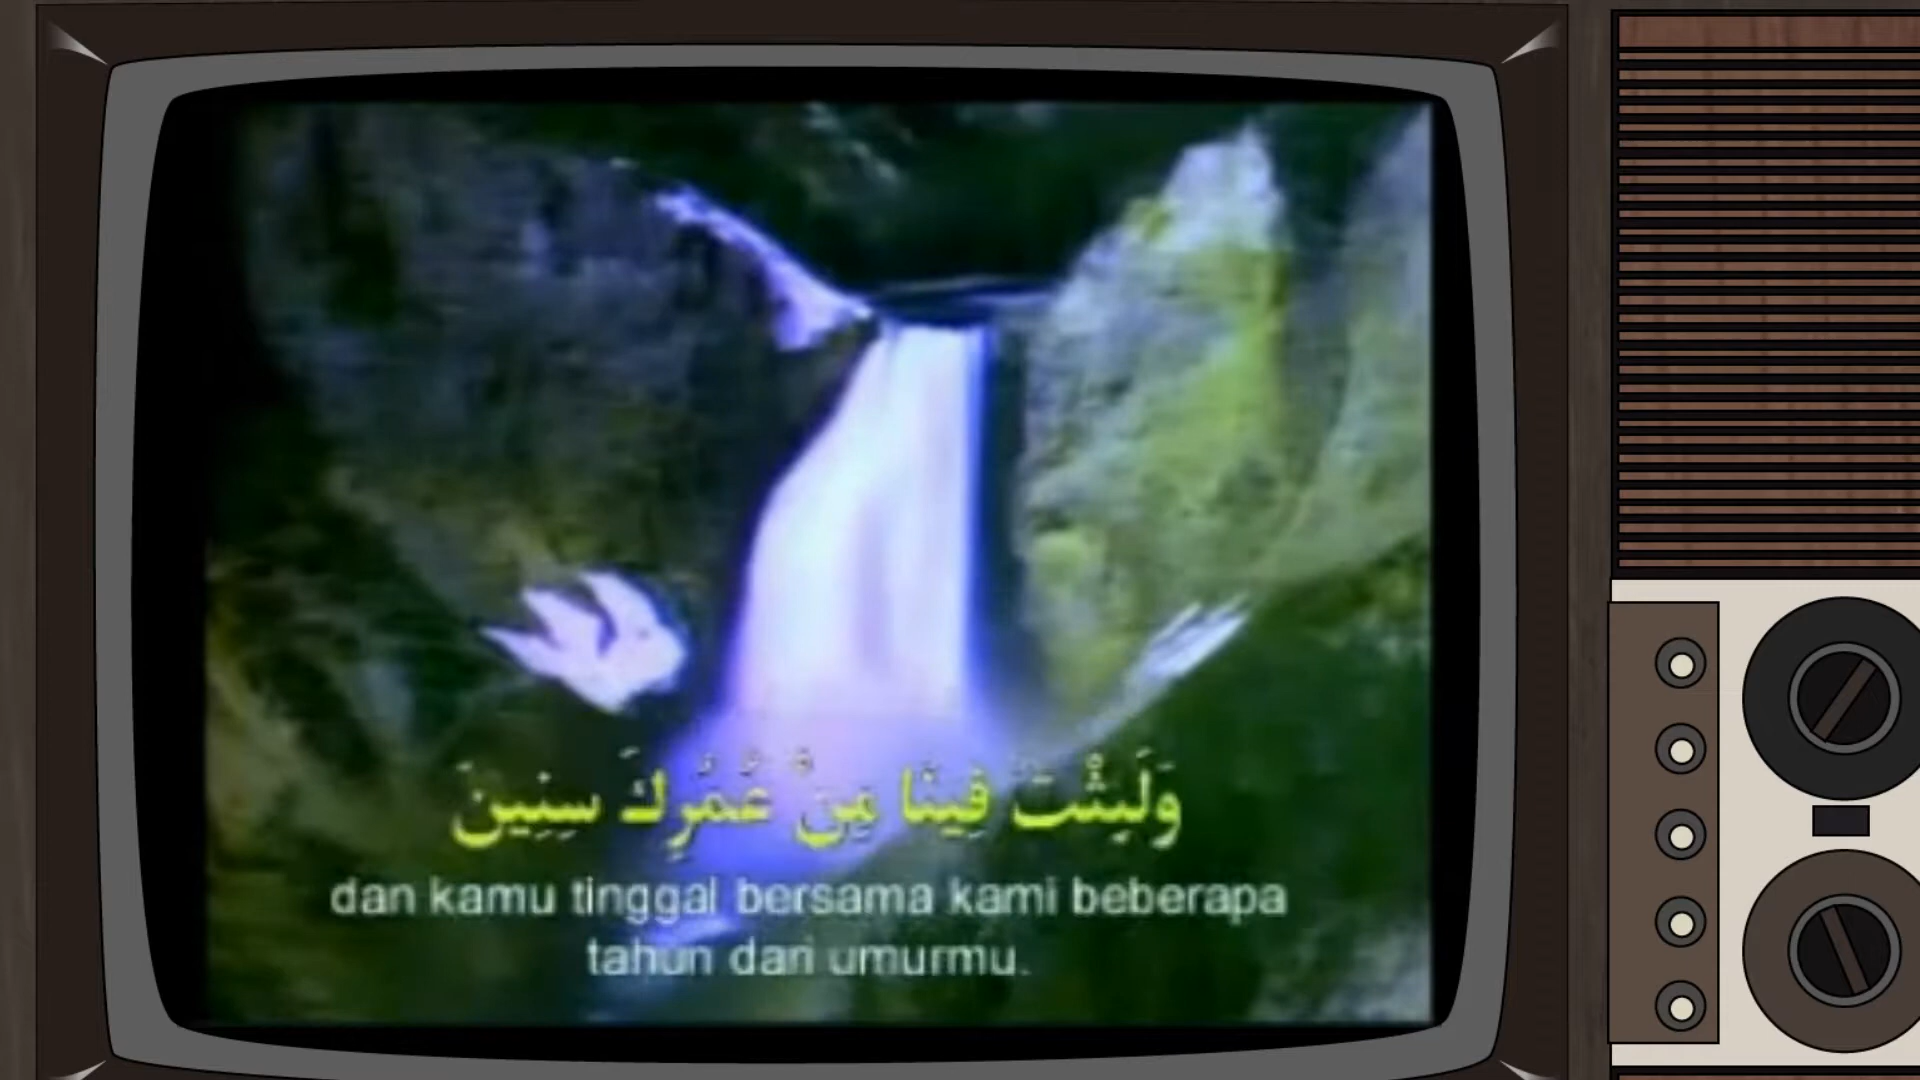 وَلَبِثْتَ فِينَا مِنْ عُمُرِكَ سِنِينَ
dan kamu tinggal bersama kami beberapa
tahun dari umurmu.